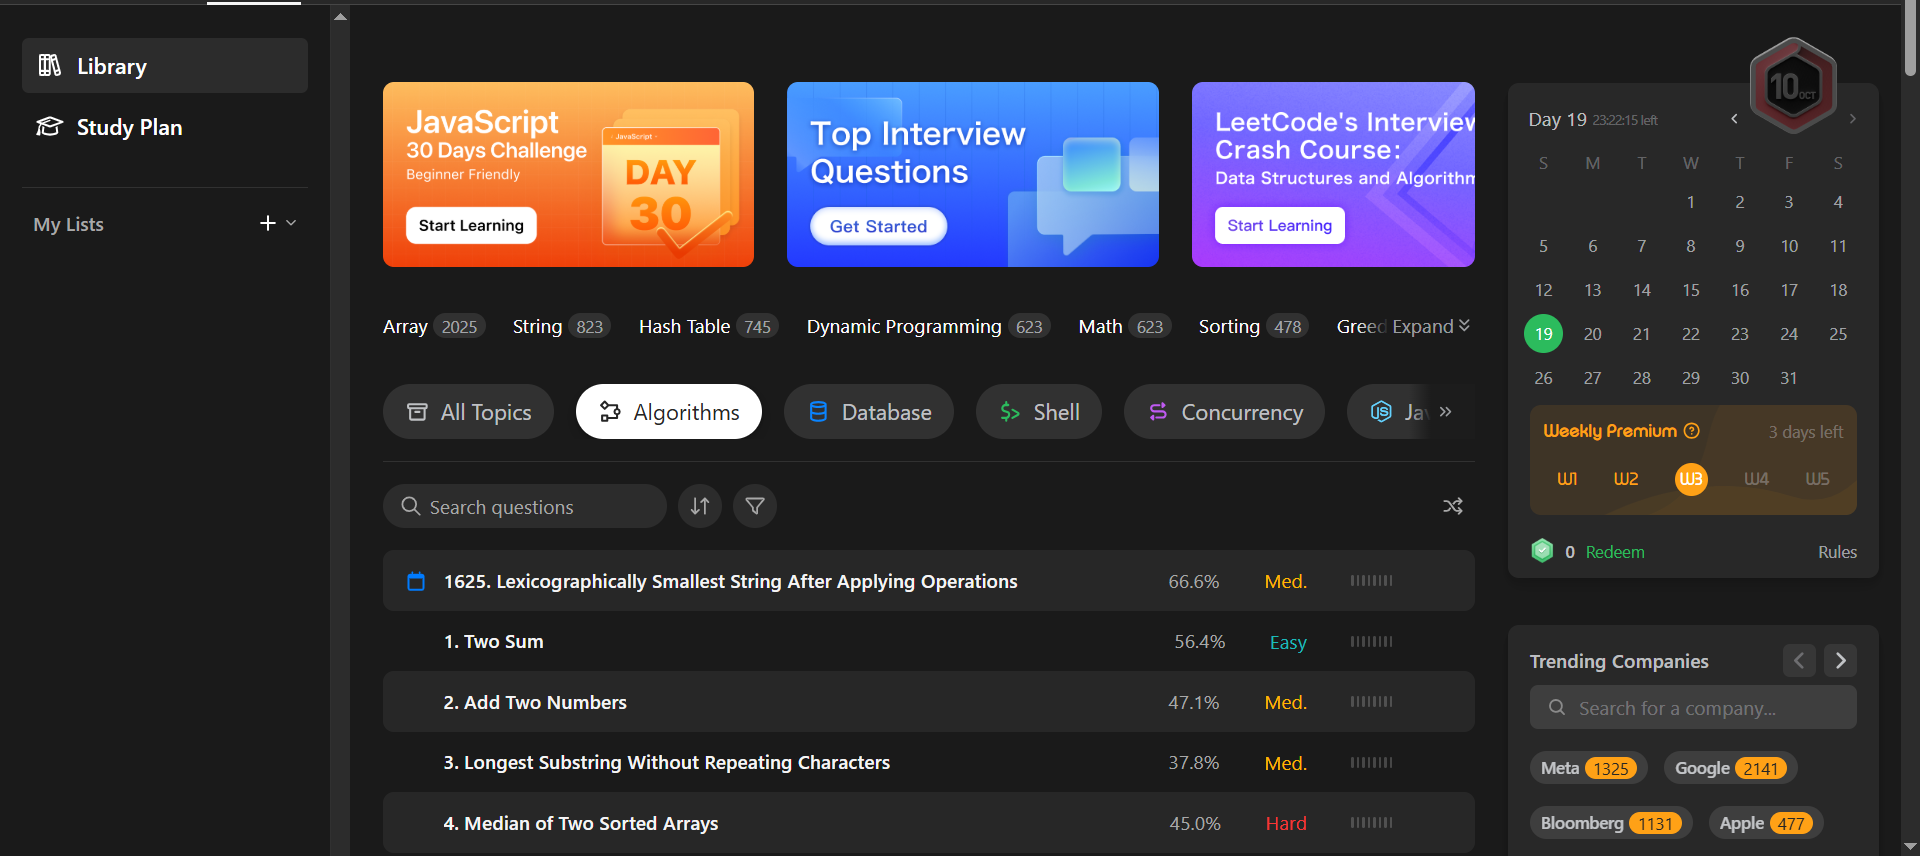 Library
Study Plan
My Lists
JavaScript
30 Days Challenge
Beginner Friendly
Start Learning
JavaScript
DAY
30
Top Interview
Questions
Get Started
LeetCode's Interview
Crash Course:
Data Structures and Algorithm
Start Learning
Array 2025 String 823 Hash Table 745 Dynamic Programming 623 Math 623 Sorting 478 Greed Expand
All Topics Algorithms Database Shell Concurrency JS Jav
Search questions
1625. Lexicographically Smallest String After Applying Operations 66.6% Med.
1. Two Sum 56.4% Easy
2. Add Two Numbers 47.1% Med.
3. Longest Substring Without Repeating Characters 37.8% Med.
4. Median of Two Sorted Arrays 45.0% Hard
10 OCT
Day 19 23:22:15 left
S M T W T F S
1 2 3 4
5 6 7 8 9 10 11
12 13 14 15 16 17 18
19 20 21 22 23 24 25
26 27 28 29 30 31
Weekly Premium ? 3 days left
W1 W2 W3 W4 W5
0 Redeem Rules
Trending Companies
Search for a company...
Meta 1325 Google 2141
Bloomberg 1131 Apple 477